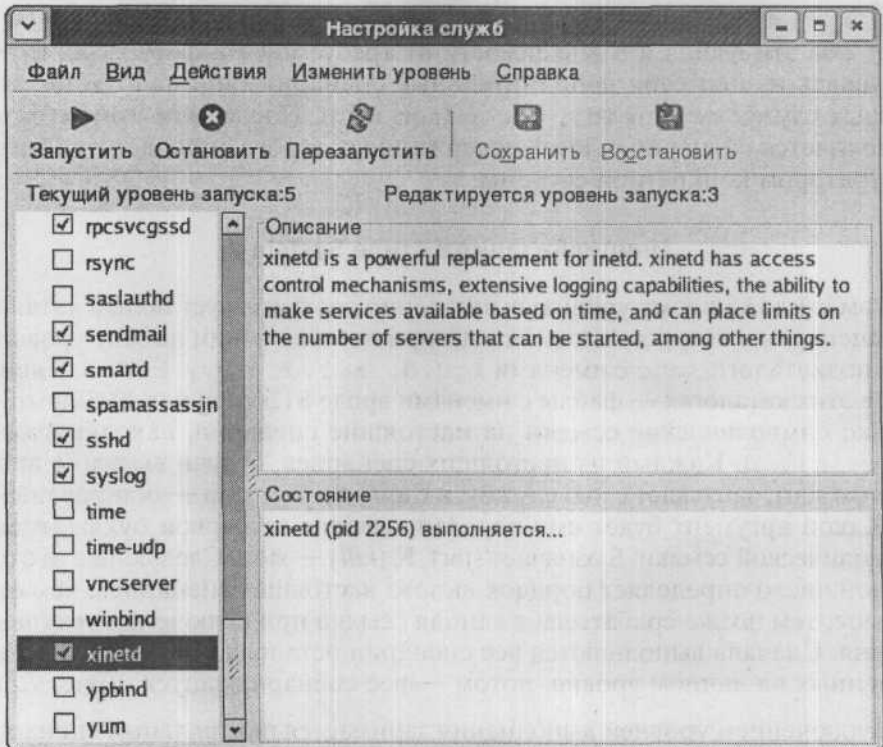 Настройка служб
Файл Вид Действия Изменить уровень Справка
Запустить Остановить Перезапустить Сохранить Восстановить
Текущий уровень запуска:5 Редактируется уровень запуска:3
rpcsvcgssd
rsync
saslauthd
sendmail
smartd
spamassassin
sshd
syslog
time
time-udp
vncserver
winbind
xinetd
ypbind
yum
Описание
xinetd is a powerful replacement for inetd. xinetd has access
control mechanisms, extensive logging capabilities, the ability to
make services available based on time, and can place limits on
the number of servers that can be started, among other things.
Состояние
xinetd (pid 2256) выполняется...